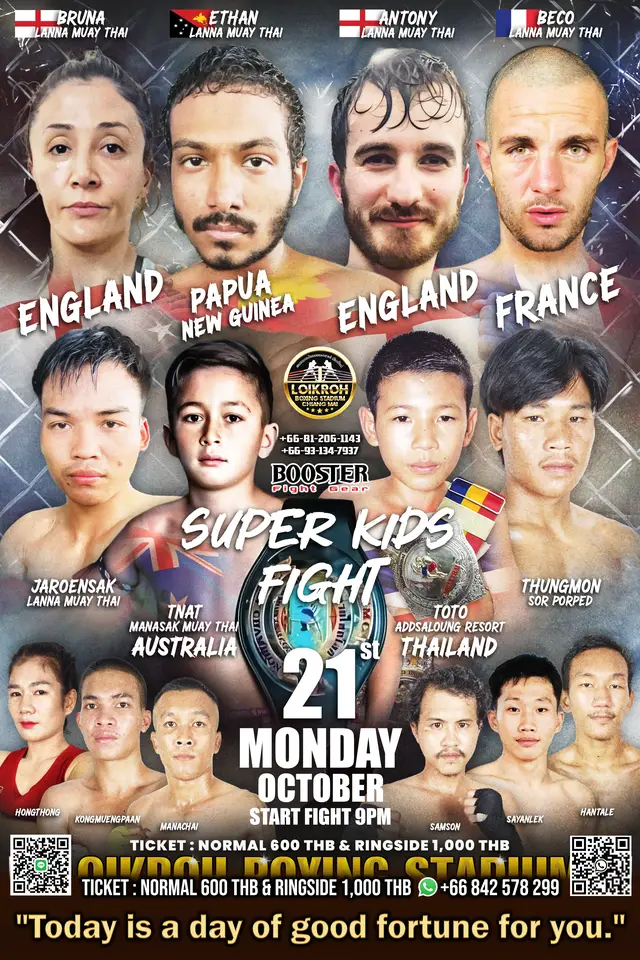 BRUNA
LANNA MUAY THAI
ETHAN
LANNA MUAY THAI
ANTONY
LANNA MUAY THAI
BECO
LANNA MUAY THAI
ENGLAND
PAPUA
NEW GUINEA
ENGLAND
FRANCE
LOIKROH
BOXING STADIUM
CHIANG MAI
+66-81-206-1143
+66-93-134-7937
BOOSTER
Fight Gear
SUPER KIDS
FIGHT
JAROENSAK
LANNA MUAY THAI
TNAT
MANASAK MUAY THAI
AUSTRALIA
TOTO
ADDSALOUNG RESORT
THAILAND
THUNGMON
SOR PORPED
21st
MONDAY
OCTOBER
START FIGHT 9PM
HONGTHONG
KONGMUENGPAAN
MANACHAI
SAMSON
SAYANLEK
HANTALE
TICKET : NORMAL 600 THB & RINGSIDE 1,000 THB
LOIKROH BOXING STADIUM
TICKET : NORMAL 600 THB & RINGSIDE 1,000 THB +66 842 578 299
"Today is a day of good fortune for you."